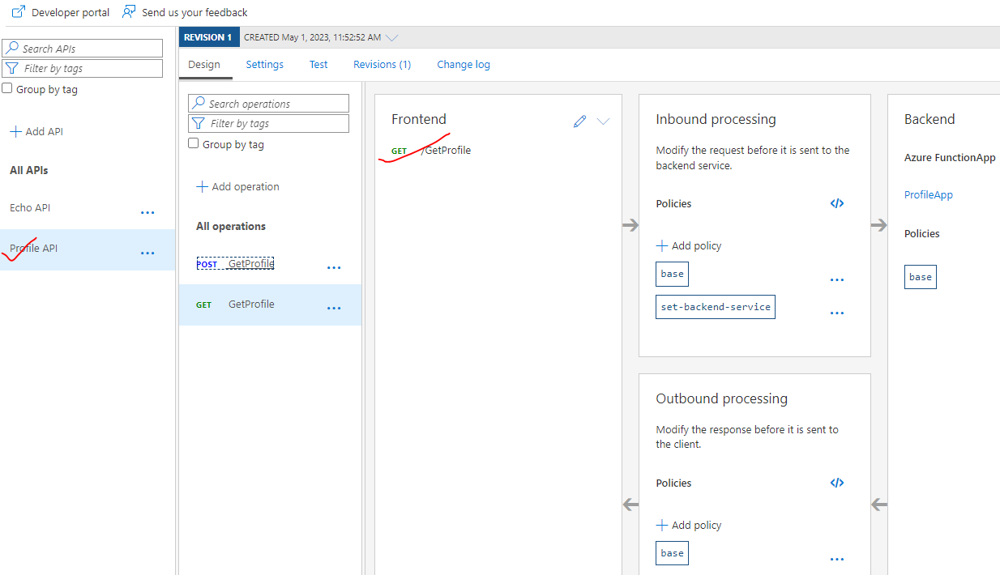 Developer portal
Send us your feedback
Search APIs
Filter by tags
Group by tag
Add API
All APIs
Echo API
...
Profile API
...
REVISION 1
CREATED May 1, 2023, 11:52:52 AM
Design
Settings
Test
Revisions (1)
Change log
Search operations
Filter by tags
Group by tag
Add operation
All operations
POST GetProfile
...
GET GetProfile
...
Frontend
GET /GetProfile
Inbound processing
Modify the request before it is sent to the
backend service.
Policies
</>
Add policy
base
...
set-backend-service
...
Outbound processing
Modify the response before it is sent to
the client.
Policies
</>
Add policy
base
...
Backend
Azure FunctionApp
ProfileApp
Policies
base